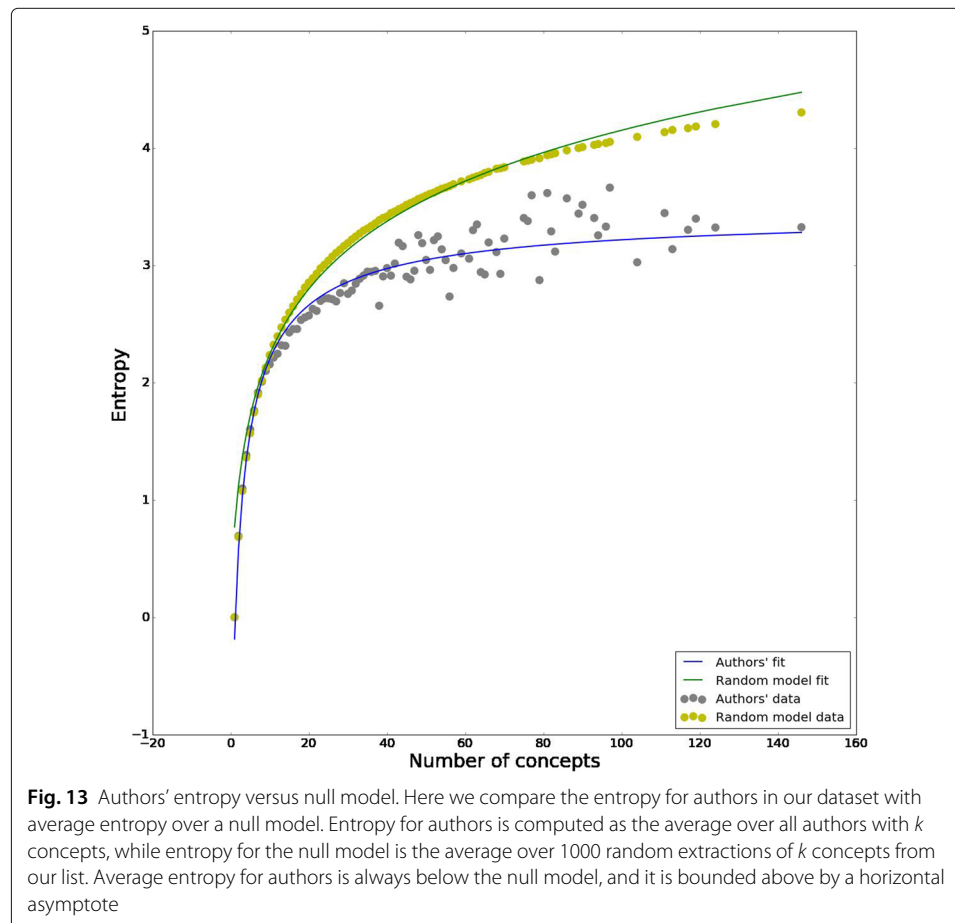 5
4
3
2
1
0
−1
Entropy
−20 0 20 40 60 80 100 120 140 160
Number of concepts
Authors' fit
Random model fit
Authors' data
Random model data
Fig. 13 Authors’ entropy versus null model. Here we compare the entropy for authors in our dataset with
average entropy over a null model. Entropy for authors is computed as the average over all authors with k
concepts, while entropy for the null model is the average over 1000 random extractions of k concepts from
our list. Average entropy for authors is always below the null model, and it is bounded above by a horizontal
asymptote